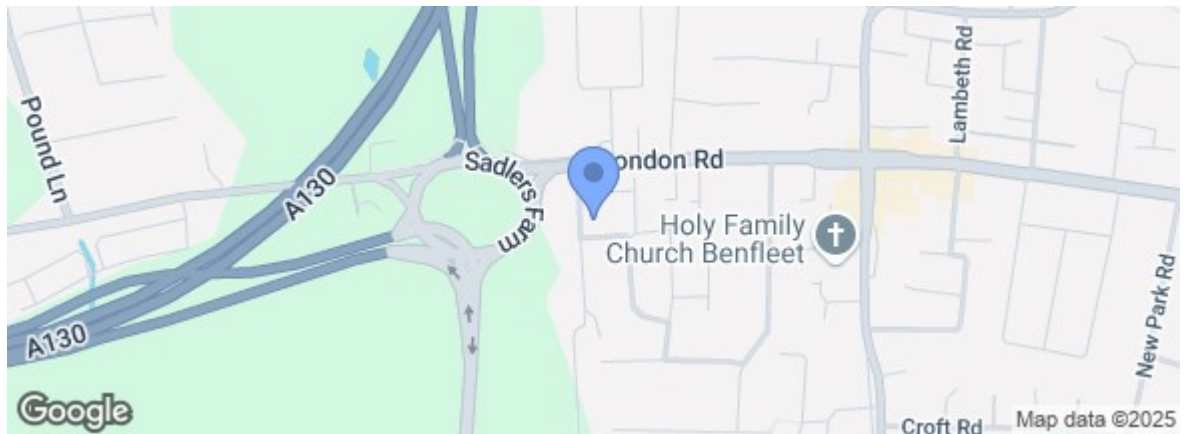 Pound Ln
A130
A130
Sadlers Farm
ondon Rd
Lambeth Rd
Holy Family
Church Benfleet
New Park Rd
Croft Rd
Google
Map data ©2025